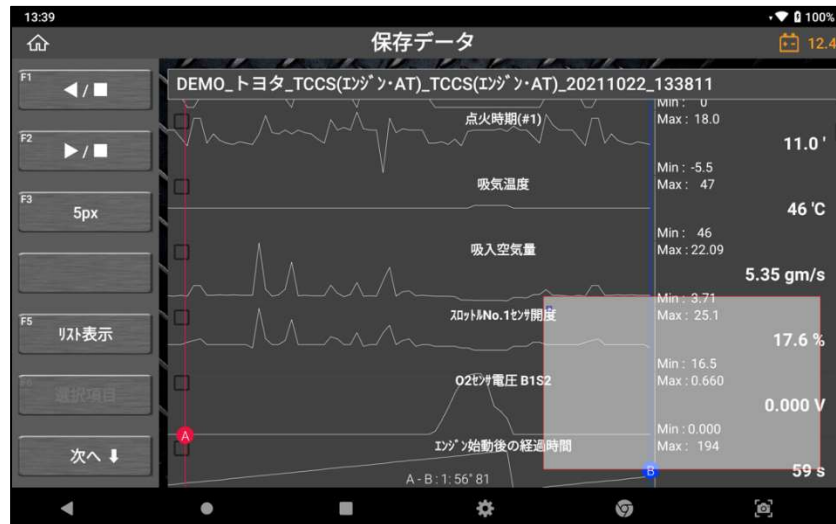 13:39
100%
保存データ
12.4
F1
◀/■
DEMO_トヨタ_TCCS(エンジン・AT)_TCCS(エンジン・AT)_20211022_133811
Min : 0
点火時期(#1)
Max : 18.0
11.0 '
F2
▶/■
Min : -5.5
吸気温度
Max : 47
46 ℃
F3
5px
Min : 46
吸入空気量
Max : 22.09
5.35 gm/s
Min : 3.71
F5
リスト表示
スロットルNo.1センサ開度
Max : 25.1
17.6 %
Min : 16.5
F6
選択項目
O2センサ電圧 B1S2
Max : 0.660
0.000 V
A
Min : 0.000
次へ ⬇
エンジン始動後の経過時間
Max : 194
59 s
A - B : 1: 56" 81
B